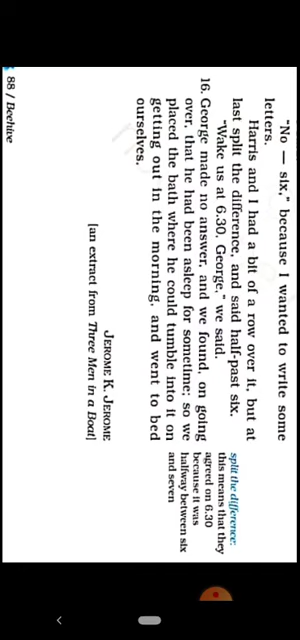 "No — six," because I wanted to write some
letters.
Harris and I had a bit of a row over it, but at
last split the difference, and said half-past six.
"Wake us at 6.30, George," we said.
16. George made no answer, and we found, on going
over, that he had been asleep for sometime; so we
placed the bath where he could tumble into it on
getting out in the morning, and went to bed
ourselves.
split the difference:
this means that they
agreed on 6.30
because it was
halfway between six
and seven
JEROME K. JEROME
[an extract from Three Men in a Boat]
88 / Beehive